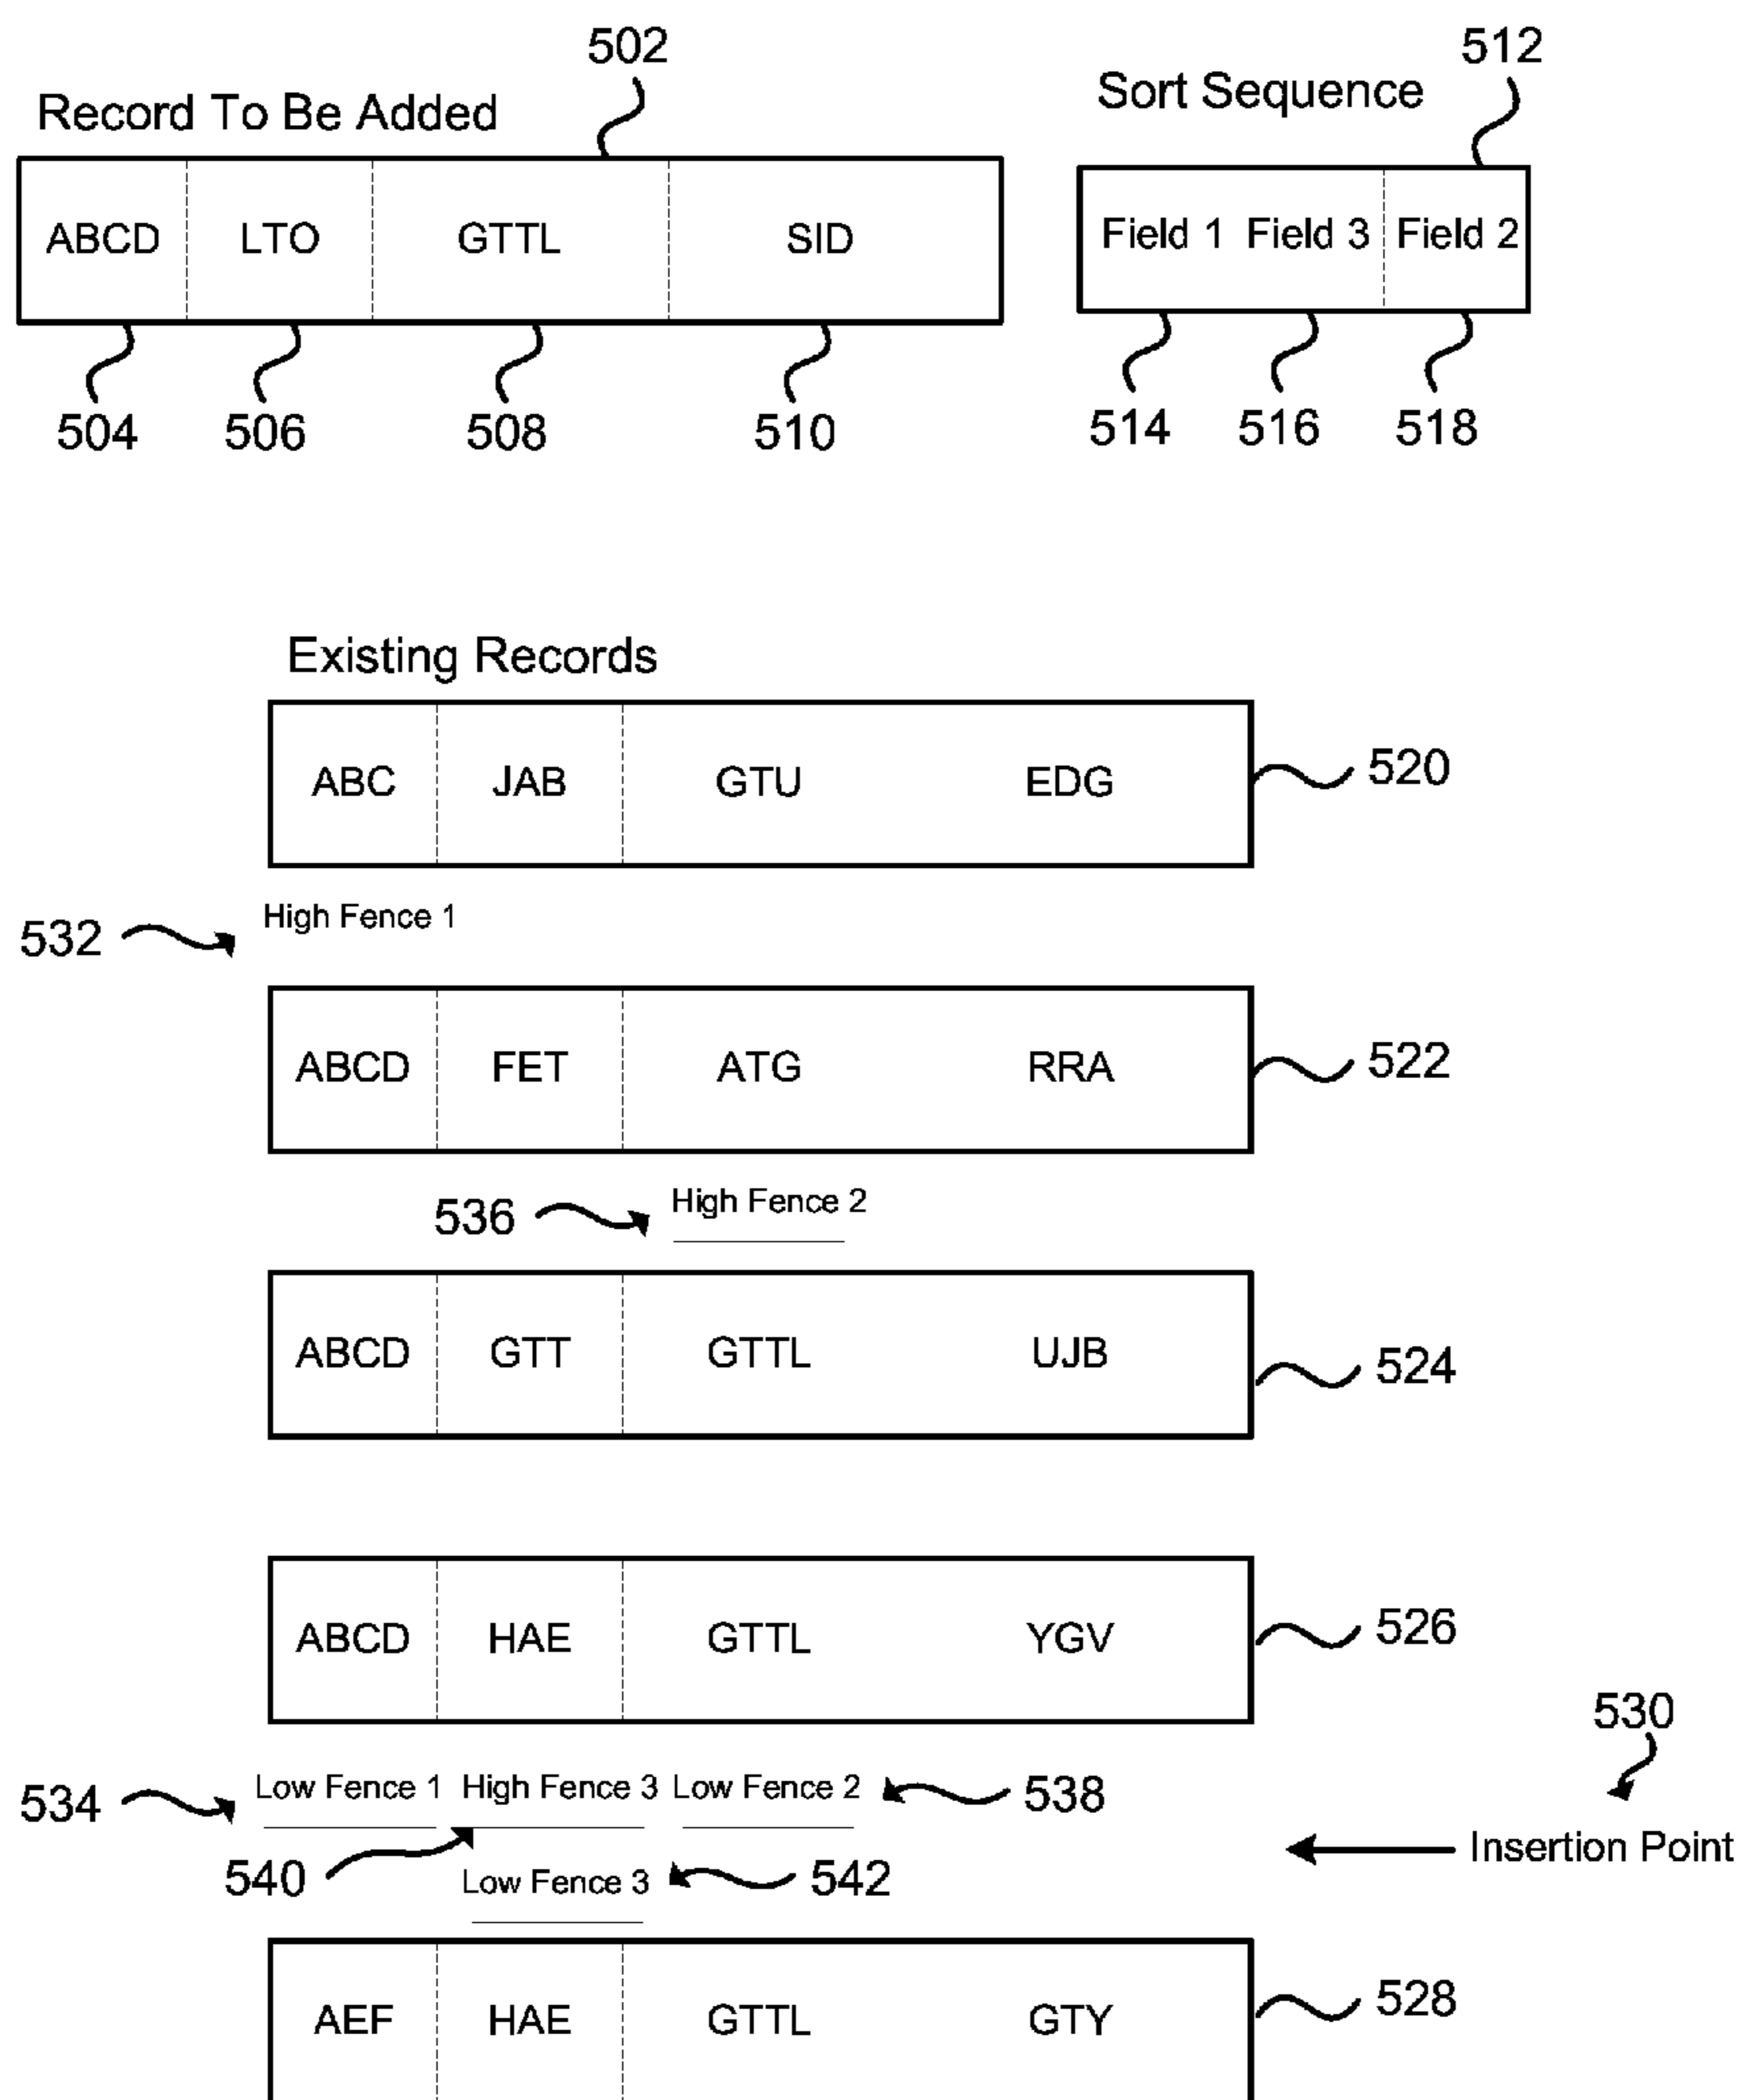 502
512
Record To Be Added
Sort Sequence
ABCD LTO GTTL SID
Field 1 Field 3 Field 2
504 506 508 510
514 516 518
Existing Records
ABC JAB GTU EDG
520
High Fence 1
532
ABCD FET ATG RRA
522
High Fence 2
536
ABCD GTT GTTL UJB
524
ABCD HAE GTTL YGV
526
530
534
Low Fence 1 High Fence 3 Low Fence 2
538
Insertion Point
540
Low Fence 3
542
AEF HAE GTTL GTY
528